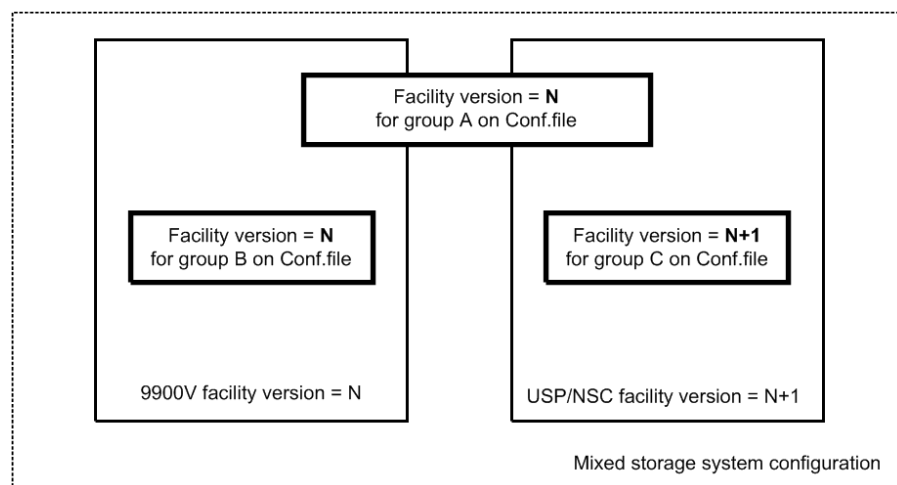 Facility version = N
for group A on Conf.file
Facility version = N
for group B on Conf.file
Facility version = N+1
for group C on Conf.file
9900V facility version = N
USP/NSC facility version = N+1
Mixed storage system configuration